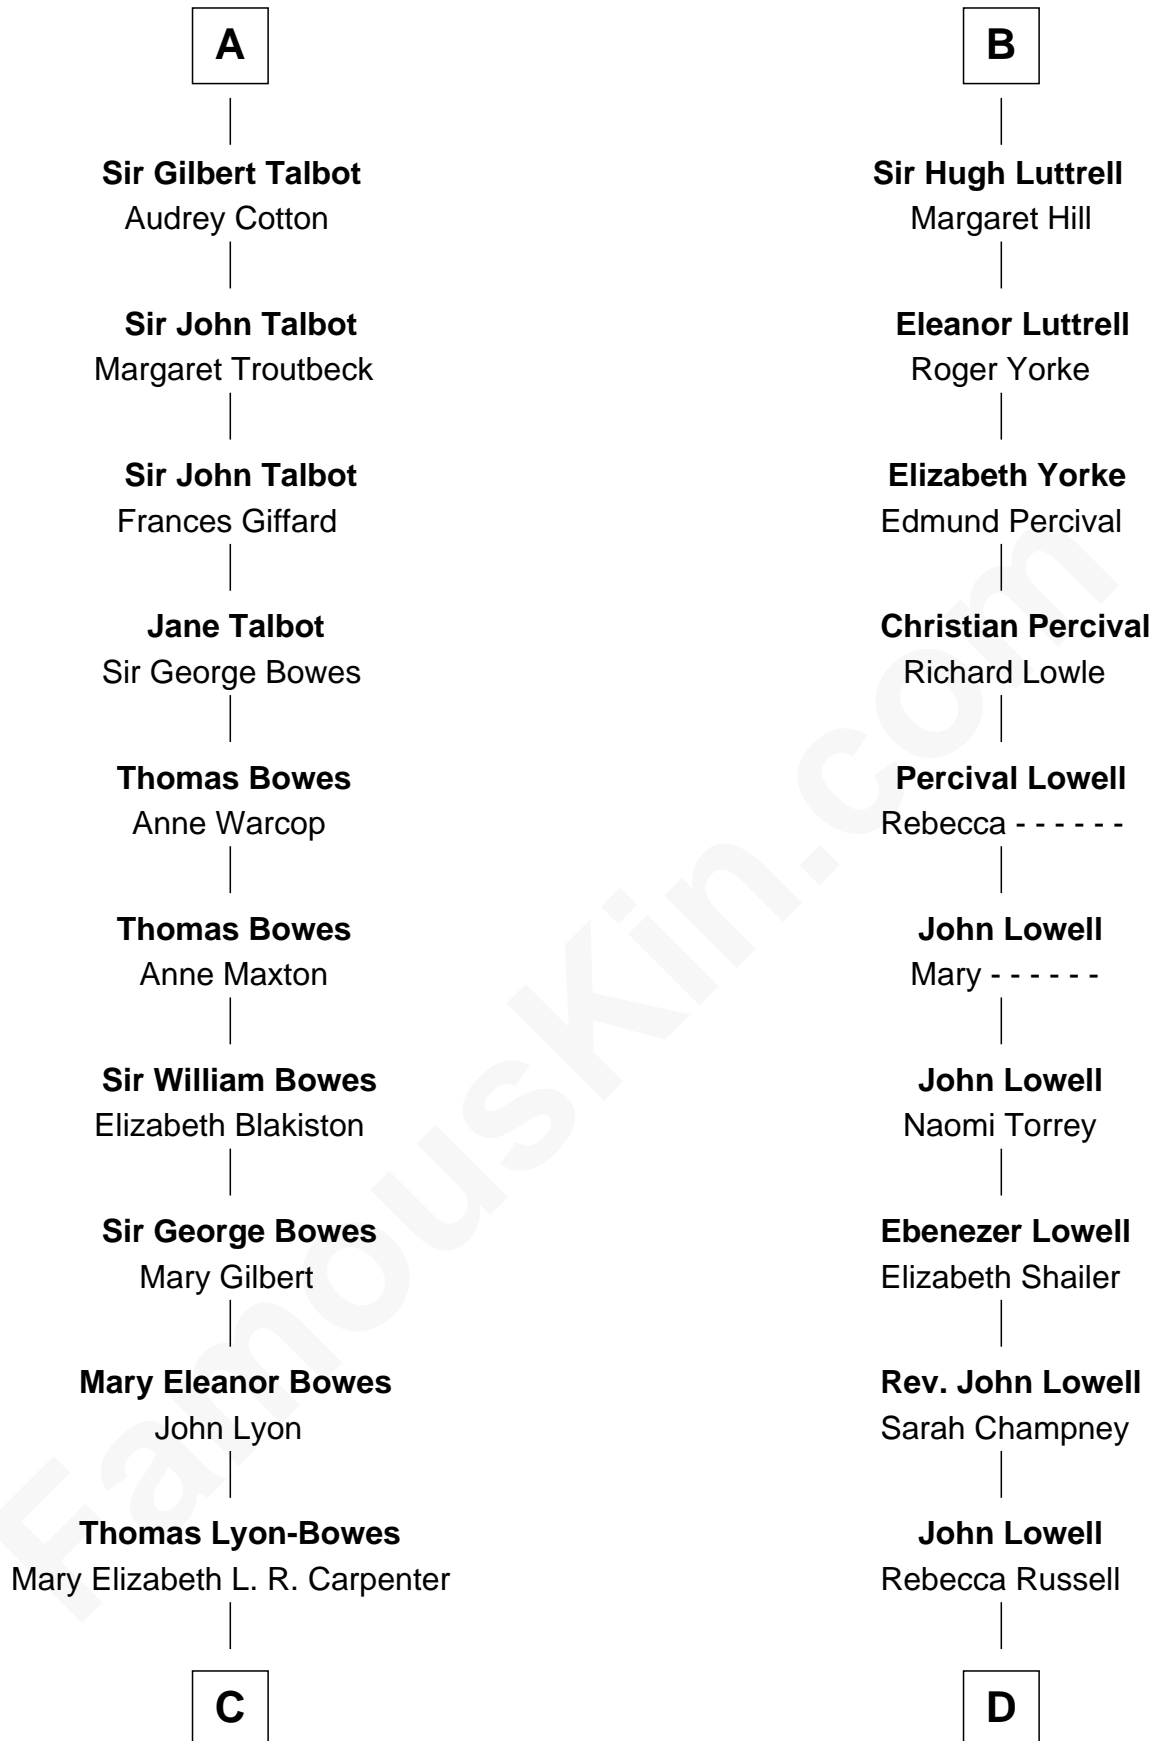 A
Sir Gilbert Talbot
Audrey Cotton
Sir John Talbot
Margaret Troutbeck
Sir John Talbot
Frances Giffard
Jane Talbot
Sir George Bowes
Thomas Bowes
Anne Warcop
Thomas Bowes
Anne Maxton
Sir William Bowes
Elizabeth Blakiston
Sir George Bowes
Mary Gilbert
Mary Eleanor Bowes
John Lyon
Thomas Lyon-Bowes
Mary Elizabeth L. R. Carpenter
C
B
Sir Hugh Luttrell
Margaret Hill
Eleanor Luttrell
Roger Yorke
Elizabeth Yorke
Edmund Percival
Christian Percival
Richard Lowle
Percival Lowell
Rebecca - - - - - -
John Lowell
Mary - - - - - -
John Lowell
Naomi Torrey
Ebenezer Lowell
Elizabeth Shailer
Rev. John Lowell
Sarah Champney
John Lowell
Rebecca Russell
D
FamousKin.com